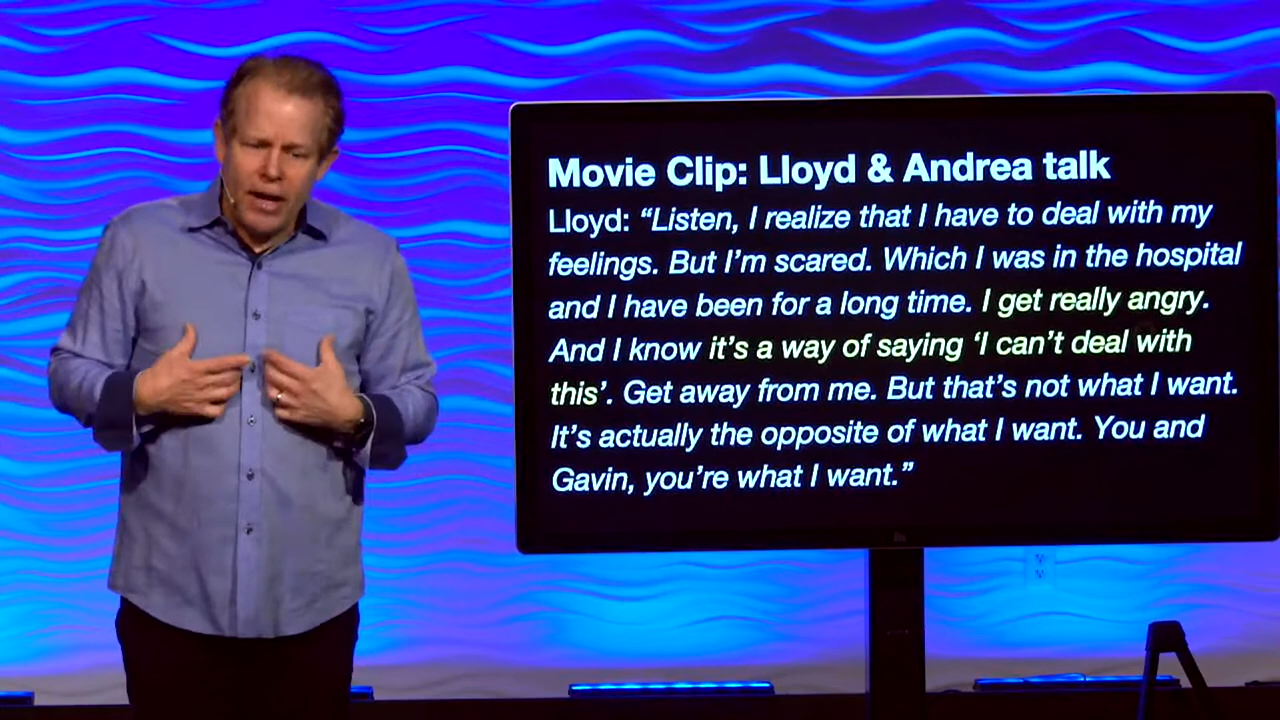 Movie Clip: Lloyd & Andrea talk
Lloyd: “Listen, I realize that I have to deal with my
feelings. But I’m scared. Which I was in the hospital
and I have been for a long time. I get really angry.
And I know it’s a way of saying ‘I can’t deal with
this’. Get away from me. But that’s not what I want.
It’s actually the opposite of what I want. You and
Gavin, you’re what I want.”